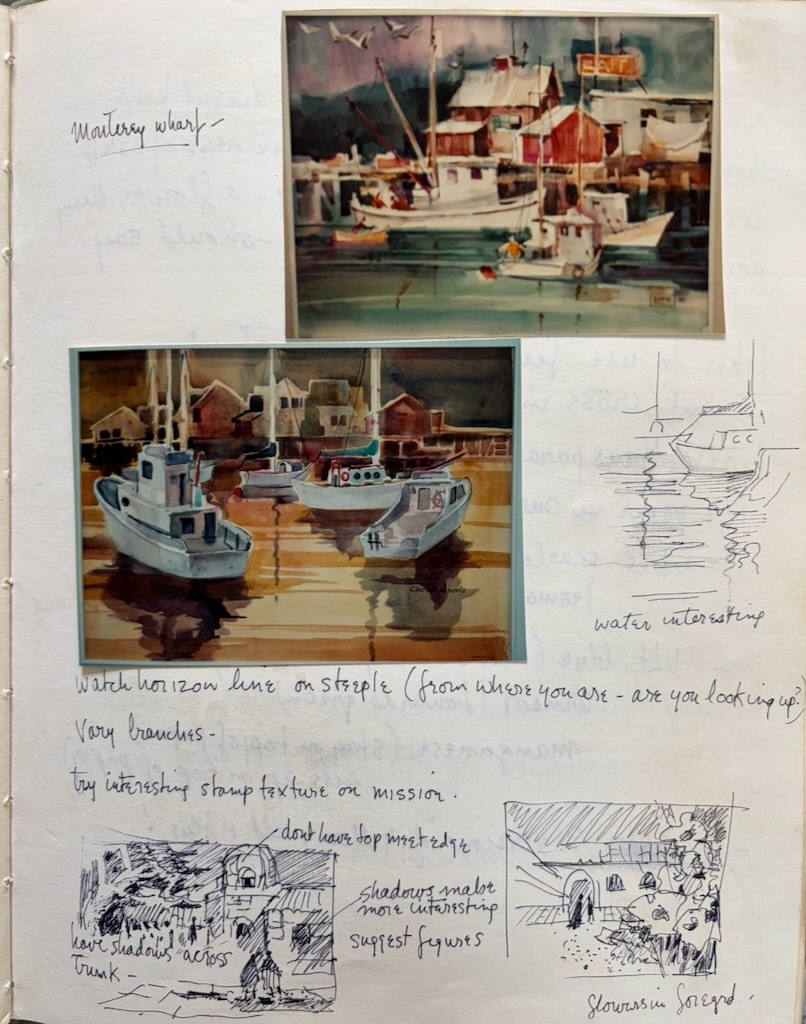 Monterey wharf -
BAIT
water interesting
watch horizon line on steeple (from where you are - are you looking up?)
Vary branches -
try interesting stamp texture on mission.
dont have top meet edge
shadows make
more interesting
suggest figures
have shadows across
trunk -
flowers in foregrd.